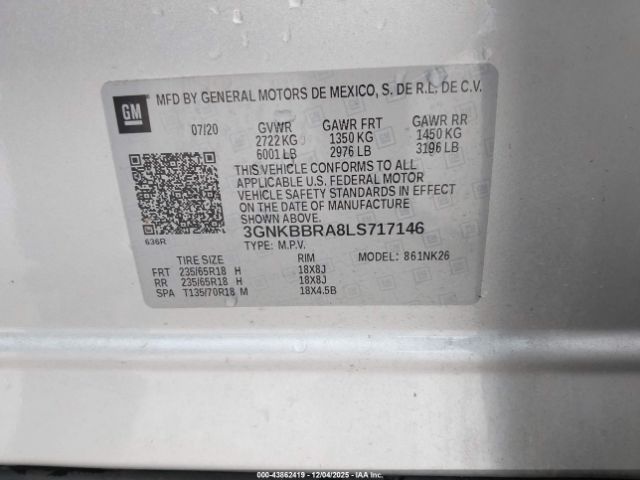 GM
MFD BY GENERAL MOTORS DE MEXICO, S. DE R.L. DE C.V.
07/20 GVWR GAWR FRT GAWR RR
2722 KG 1350 KG 1450 KG
6001 LB 2976 LB 3196 LB
THIS VEHICLE CONFORMS TO ALL
APPLICABLE U.S. FEDERAL MOTOR
VEHICLE SAFETY STANDARDS IN EFFECT
ON THE DATE OF MANUFACTURE
SHOWN ABOVE.
636R
3GNKBBRA8LS717146
TYPE: M.P.V. MODEL: 861NK26
TIRE SIZE RIM
FRT 235/65R18 H 18X8J
RR 235/65R18 H 18X8J
SPA T135/70R18 M 18X4.5B
000-43862419 - 12/04/2025 - IAA